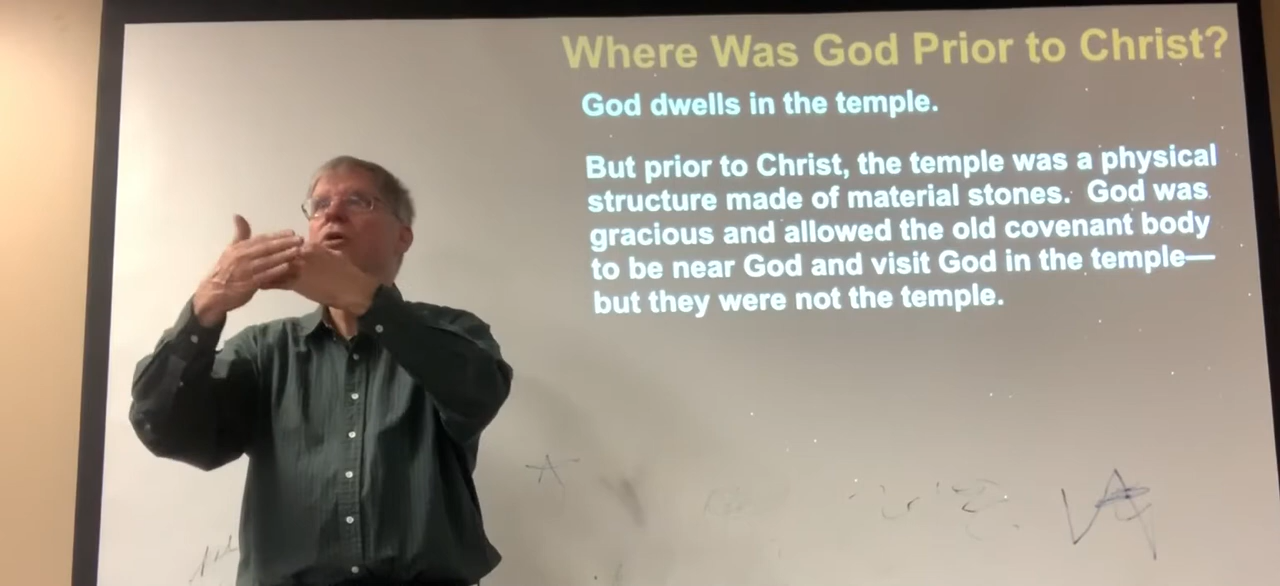 Where Was God Prior to Christ?
God dwells in the temple.
But prior to Christ, the temple was a physical
structure made of material stones. God was
gracious and allowed the old covenant body
to be near God and visit God in the temple—
but they were not the temple.